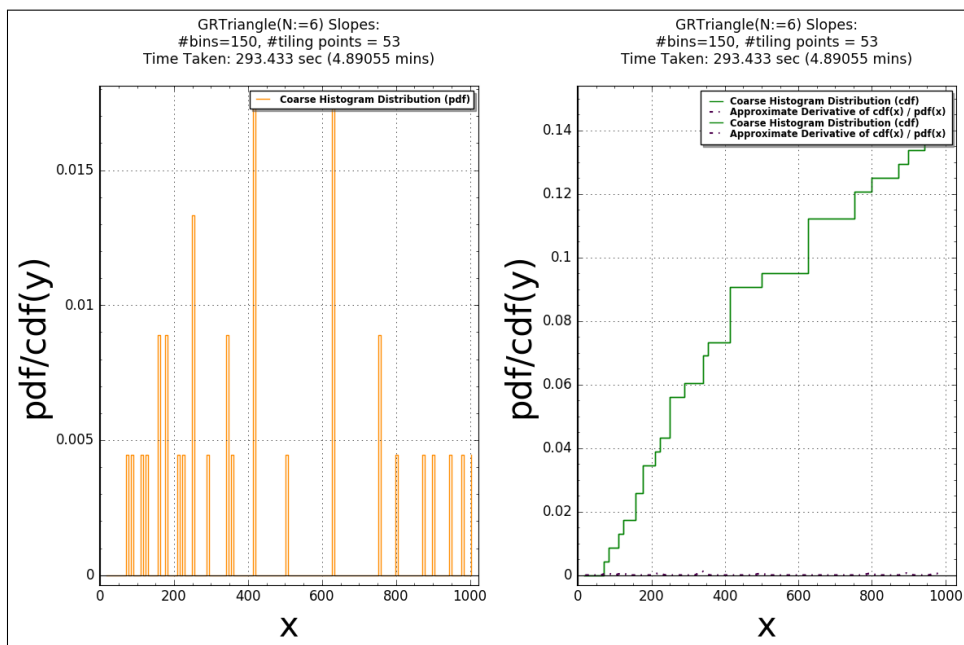 GRTriangle(N:=6) Slopes:
#bins=150, #tiling points = 53
Time Taken: 293.433 sec (4.89055 mins)
Coarse Histogram Distribution (pdf)
pdf/cdf(y)
0.015
0.01
0.005
0
0
200
400
600
800
1000
x
GRTriangle(N:=6) Slopes:
#bins=150, #tiling points = 53
Time Taken: 293.433 sec (4.89055 mins)
Coarse Histogram Distribution (cdf)
Approximate Derivative of cdf(x) / pdf(x)
Coarse Histogram Distribution (cdf)
Approximate Derivative of cdf(x) / pdf(x)
pdf/cdf(y)
0.14
0.12
0.1
0.08
0.06
0.04
0.02
0
0
200
400
600
800
1000
x